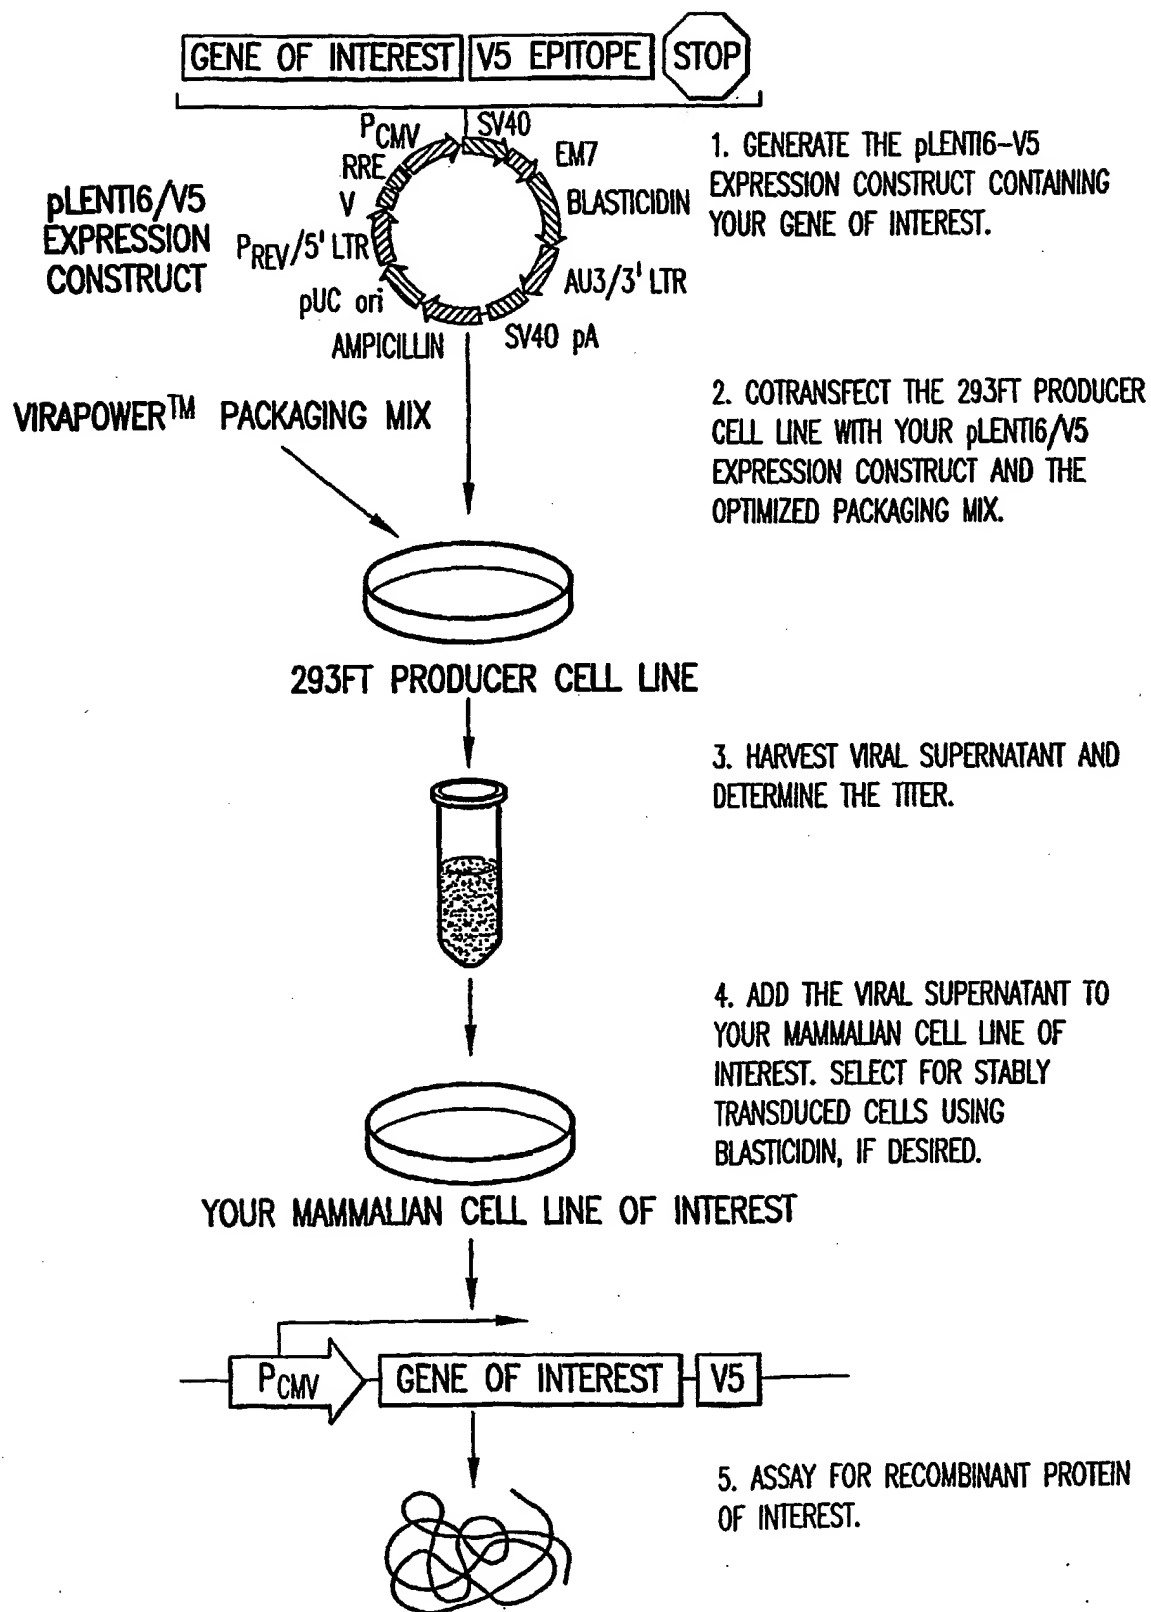 GENE OF INTEREST V5 EPITOPE STOP
PCMV SV40
RRE EM7
V BLASTICIDIN
PREV/5' LTR AU3/3' LTR
pUC ori
AMPICILLIN SV40 pA
pLENTI6/V5
EXPRESSION
CONSTRUCT
1. GENERATE THE pLENTI6-V5
EXPRESSION CONSTRUCT CONTAINING
YOUR GENE OF INTEREST.
VIRAPOWER™ PACKAGING MIX
2. COTRANSFECT THE 293FT PRODUCER
CELL LINE WITH YOUR pLENTI6/V5
EXPRESSION CONSTRUCT AND THE
OPTIMIZED PACKAGING MIX.
293FT PRODUCER CELL LINE
3. HARVEST VIRAL SUPERNATANT AND
DETERMINE THE TITER.
4. ADD THE VIRAL SUPERNATANT TO
YOUR MAMMALIAN CELL LINE OF
INTEREST. SELECT FOR STABLY
TRANSDUCED CELLS USING
BLASTICIDIN, IF DESIRED.
YOUR MAMMALIAN CELL LINE OF INTEREST
PCMV GENE OF INTEREST V5
5. ASSAY FOR RECOMBINANT PROTEIN
OF INTEREST.